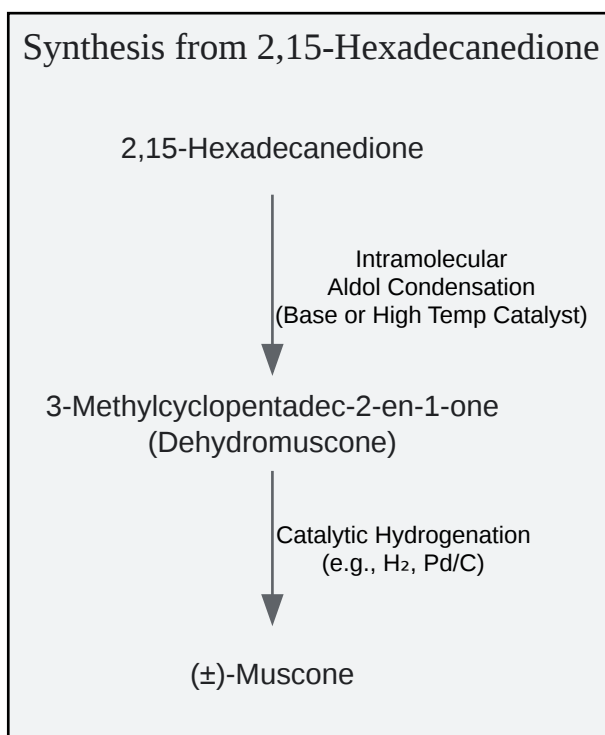 Synthesis from 2,15-Hexadecanedione
2,15-Hexadecanedione
Intramolecular
Aldol Condensation
(Base or High Temp Catalyst)
3-Methylcyclopentadec-2-en-1-one
(Dehydromuscone)
Catalytic Hydrogenation
(e.g., H₂, Pd/C)
(±)-Muscone